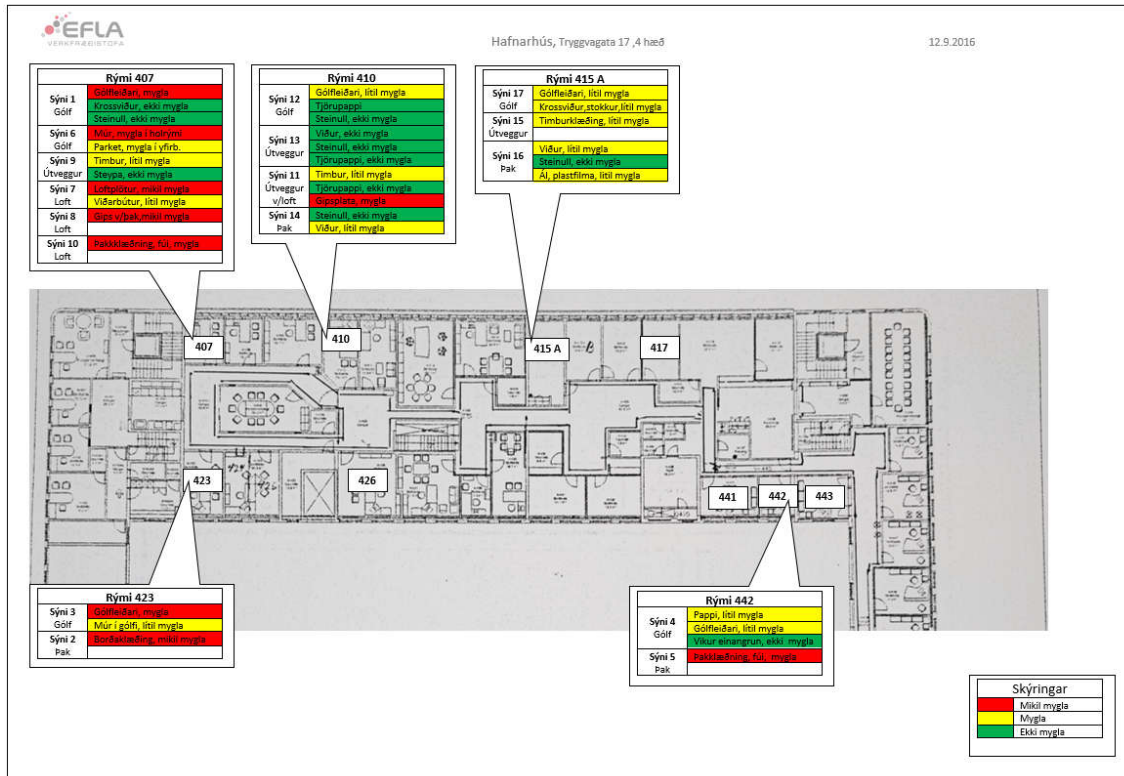 EFLA
VERKFRÆÐISTOFA
Hafnarhús, Tryggvagata 17 ,4 hæð
12.9.2016
Rými 407
Sýni 1
Gólf
Gólfleiðari, mygla
Krossviður, ekki mygla
Steinull, ekki mygla
Sýni 6
Gólf
Múr, mygla í holrými
Parket, mygla í yfirb.
Sýni 9
Útveggur
Timbur, lítil mygla
Steypa, ekki mygla
Sýni 7
Loft
Loftplötur, mikil mygla
Viðarbútur, lítil mygla
Sýni 8
Loft
Gips v/þak,mikil mygla
Sýni 10
Loft
Þakklæðning, fúi, mygla
Rými 410
Sýni 12
Gólf
Gólfleiðari, lítil mygla
Tjörupappi
Steinull, ekki mygla
Sýni 13
Útveggur
Viður, ekki mygla
Steinull, ekki mygla
Tjörupappi, ekki mygla
Sýni 11
Útveggur
v/loft
Timbur, lítil mygla
Tjörupappi, ekki mygla
Gipsplata, mygla
Sýni 14
Þak
Steinull, ekki mygla
Viður, lítil mygla
Rými 415 A
Sýni 17
Gólf
Gólfleiðari, lítil mygla
Krossviður,stokkur,lítil mygla
Sýni 15
Útveggur
Timburklæðing, lítil mygla
Sýni 16
Þak
Viður, lítil mygla
Steinull, ekki mygla
Ál, plastfilma, lítil mygla
407
410
415 A
417
423
426
441
442
443
Rými 423
Sýni 3
Gólf
Gólfleiðari, mygla
Múr í gólfi, lítil mygla
Sýni 2
Þak
Borðaklæðing, mikil mygla
Rými 442
Sýni 4
Gólf
Pappi, lítil mygla
Gólfleiðari, lítil mygla
Vikur einangrun, ekki mygla
Sýni 5
Þak
Þakklæðning, fúi, mygla
Skýringar
Mikil mygla
Mygla
Ekki mygla